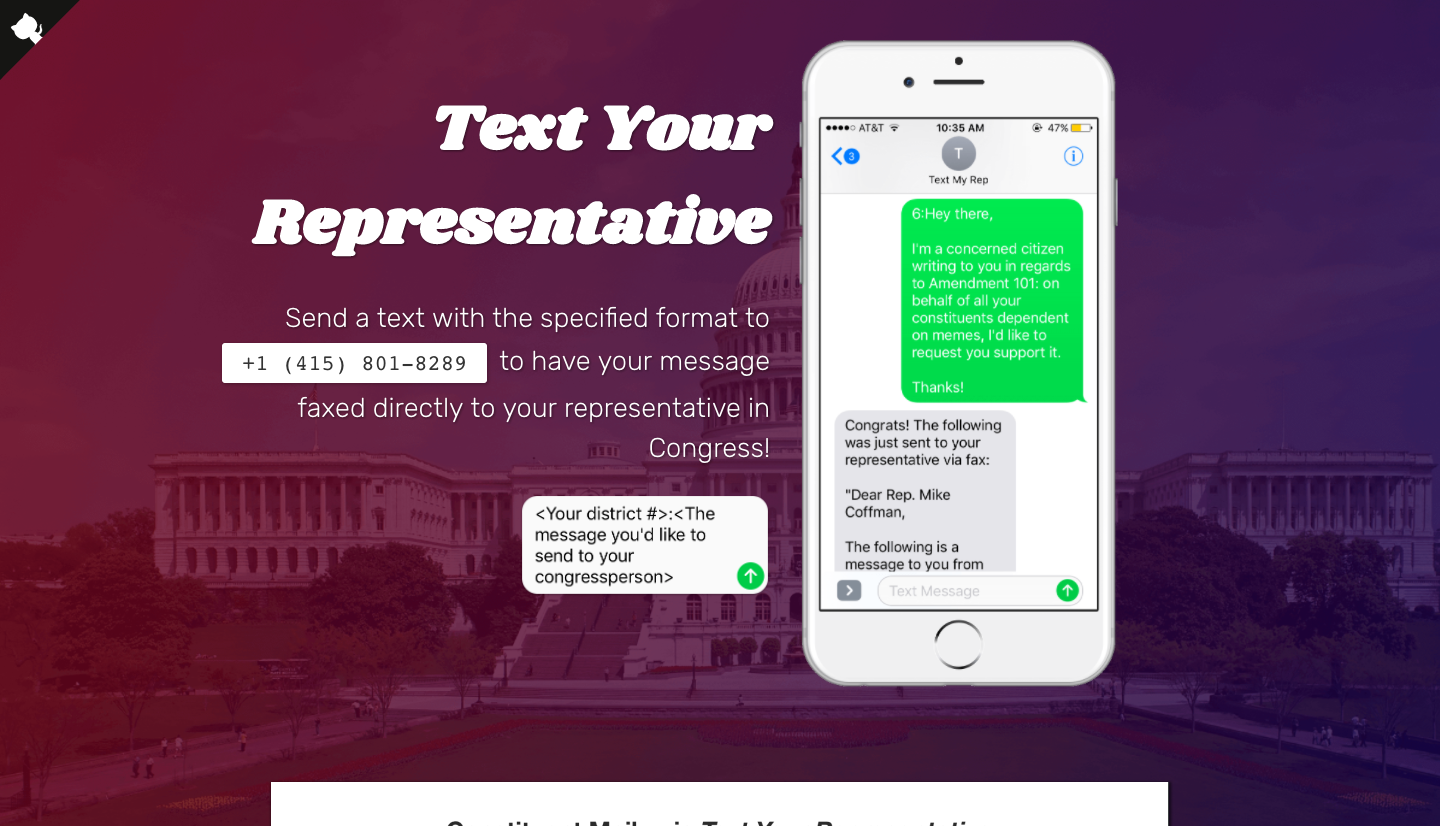 Text Your
Representative
Send a text with the specified format to
+1 (415) 801-8289 to have your message
faxed directly to your representative in
Congress!
<Your district #>:<The
message you'd like to
send to your
congressperson>
AT&T 10:35 AM 47%
3
T
Text My Rep
6:Hey there,
I'm a concerned citizen
writing to you in regards
to Amendment 101: on
behalf of all your
constituents dependent
on memes, I'd like to
request you support it.
Thanks!
Congrats! The following
was just sent to your
representative via fax:
"Dear Rep. Mike
Coffman,
The following is a
message to you from
Text Message